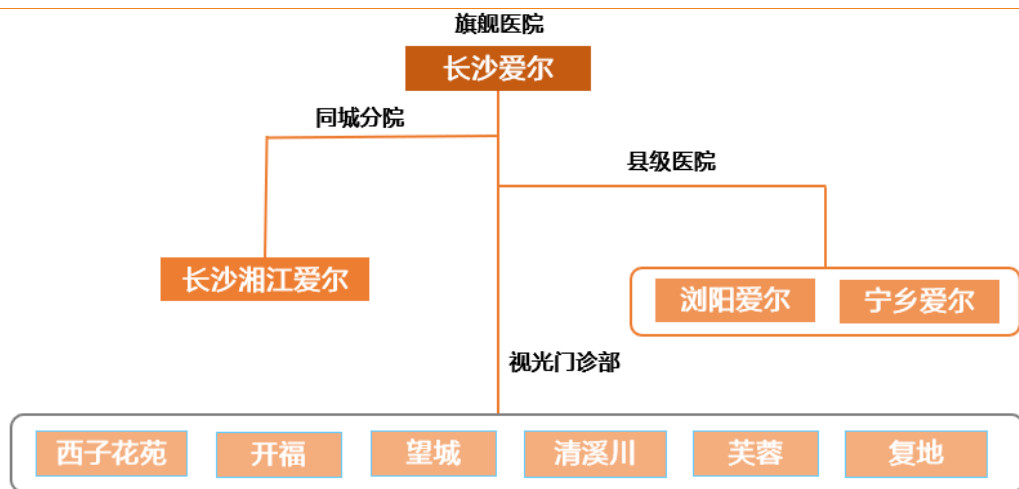 旗舰医院
长沙爱尔
同城分院
县级医院
长沙湘江爱尔
浏阳爱尔
宁乡爱尔
视光门诊部
西子花苑
开福
望城
清溪川
芙蓉
复地